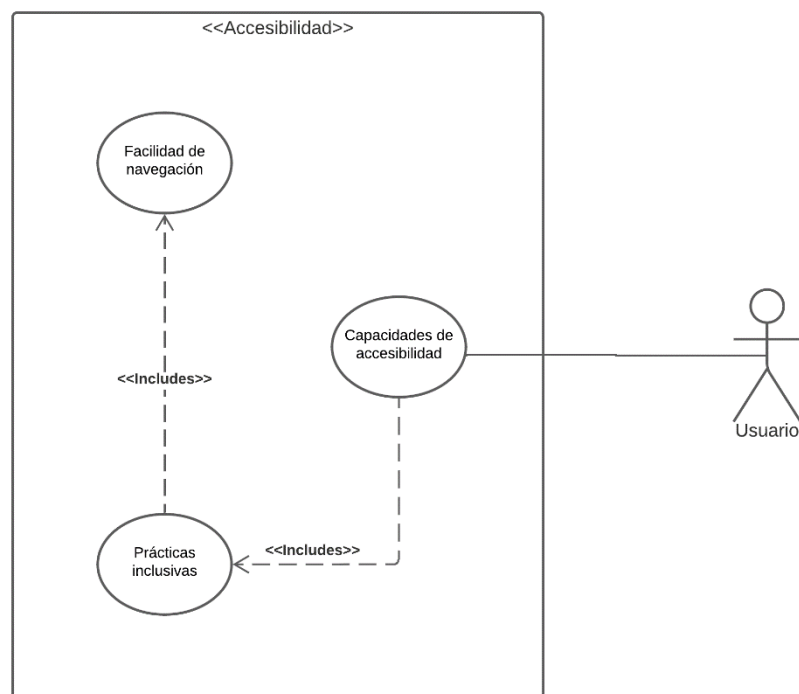 <<Accesibilidad>>
Facilidad de
navegación
Capacidades de
accesibilidad
<<Includes>>
Usuario
Prácticas
inclusivas
<<Includes>>